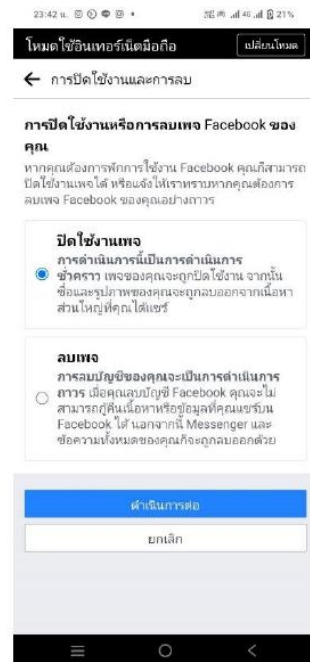 23:42 น.
4G 21%
โหมดใช้อินเทอร์เน็ตมือถือ
เปลี่ยนโหมด
การปิดใช้งานและการลบ
การปิดใช้งานหรือการลบเพจ Facebook ของ
คุณ
หากคุณต้องการพักการใช้งาน Facebook คุณก็สามารถ
ปิดใช้งานเพจได้ หรือแจ้งให้เราทราบหากคุณต้องการ
ลบเพจ Facebook ของคุณอย่างถาวร
ปิดใช้งานเพจ
การดำเนินการนี้เป็นการดำเนินการ
ชั่วคราว เพจของคุณจะถูกปิดใช้งาน จากนั้น
ชื่อและรูปภาพของคุณจะถูกลบออกจากเนื้อหา
ส่วนใหญ่ที่คุณได้แชร์
ลบเพจ
การลบบัญชีของคุณจะเป็นการดำเนินการ
ถาวร เมื่อคุณลบบัญชี Facebook คุณจะไม่
สามารถกู้คืนเนื้อหาหรือข้อมูลที่คุณแชร์บน
Facebook ได้ นอกจากนี้ Messenger และ
ข้อความทั้งหมดของคุณก็จะถูกลบออกด้วย
ดำเนินการต่อ
ยกเลิก